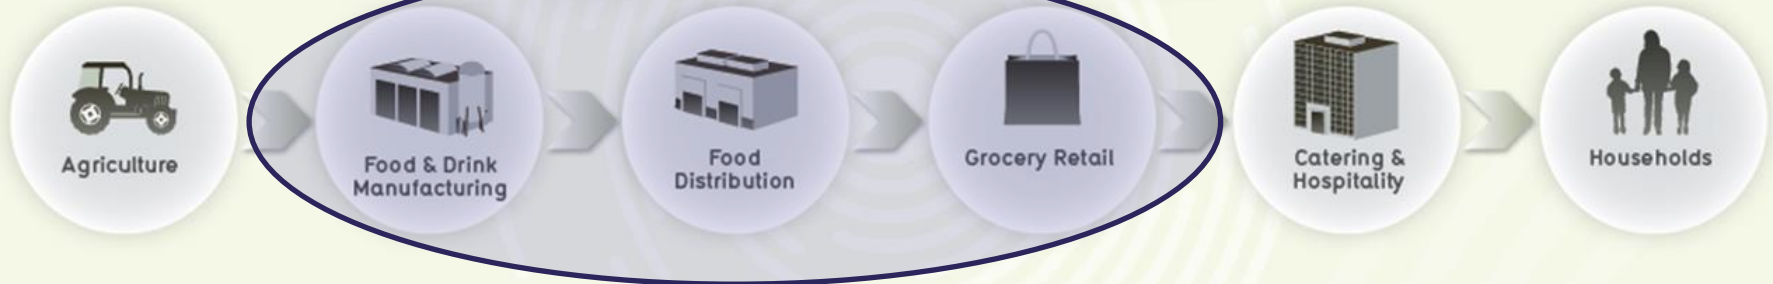 Agriculture
Food & Drink
Manufacturing
Food
Distribution
Grocery Retail
Catering &
Hospitality
Households